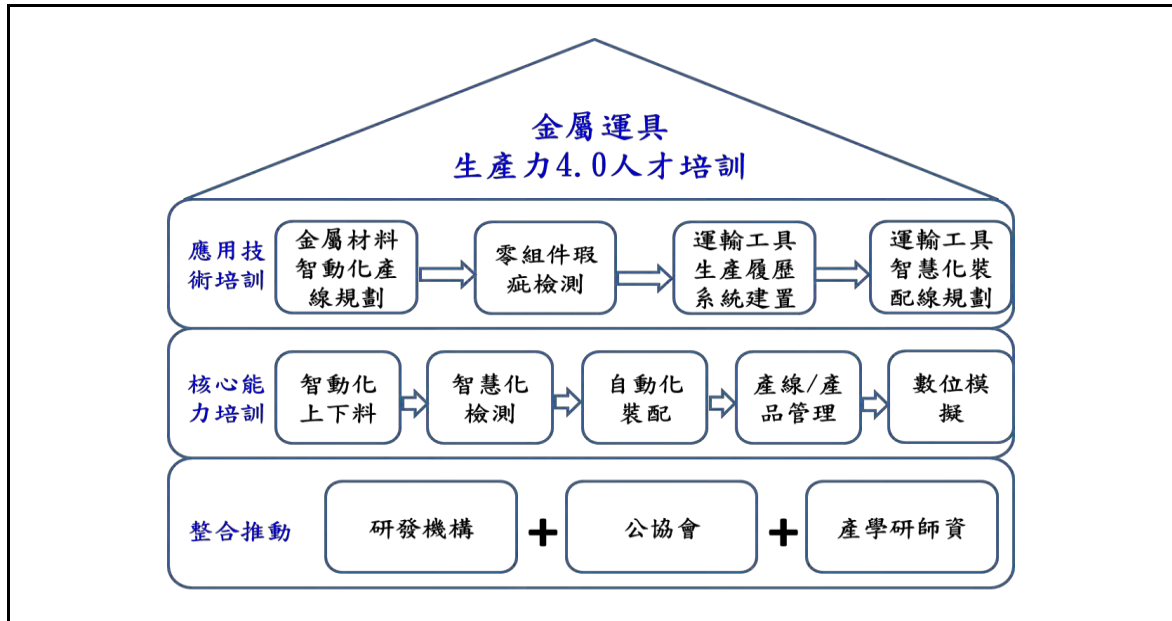 金屬運具
生產力4.0人才培訓
應用技
術培訓
金屬材料
智動化產
線規劃
零組件瑕
疵檢測
運輸工具
生產履歷
系統建置
運輸工具
智慧化裝
配線規劃
核心能
力培訓
智動化
上下料
智慧化
檢測
自動化
裝配
產線/產
品管理
數位模
擬
整合推動
研發機構
+
公協會
+
產學研師資